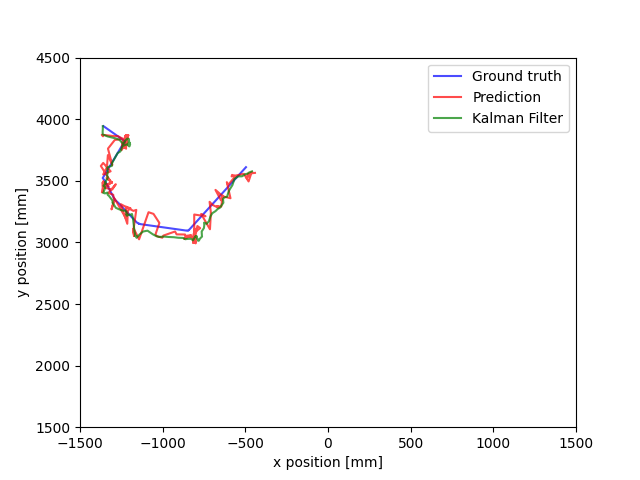 4500
4000
3500
3000
2500
2000
1500
y position [mm]
Ground truth
Prediction
Kalman Filter
−1500
−1000
−500
0
500
1000
1500
x position [mm]